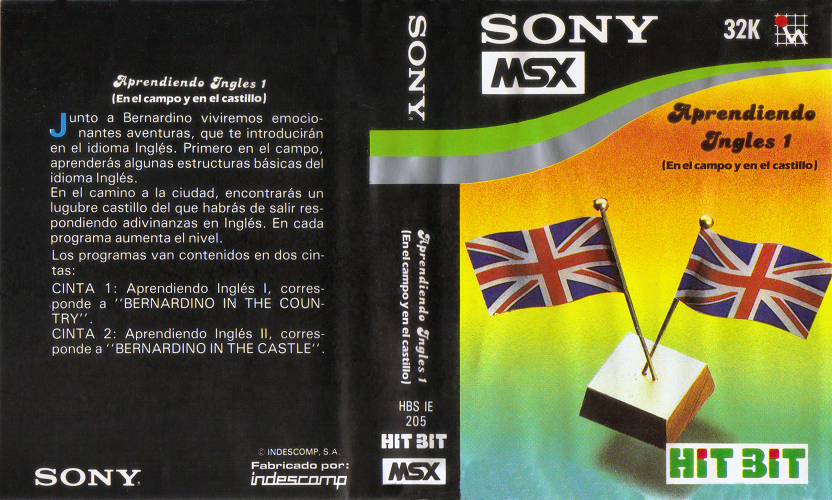 Aprendiendo Ingles 1
(En el campo y en el castillo)
Junto a Bernardino viviremos emocio-
nantes aventuras, que te introducirán
en el idioma Inglés. Primero en el campo,
aprenderás algunas estructuras básicas del
idioma Inglés.
En el camino a la ciudad, encontrarás un
lugubre castillo del que habrás de salir res-
pondiendo adivinanzas en Inglés. En cada
programa aumenta el nivel.
Los programas van contenidos en dos cin-
tas:
CINTA 1: Aprendiendo Inglés I, corres-
ponde a ''BERNARDINO IN THE COUN-
TRY''.
CINTA 2: Aprendiendo Inglés II, corres-
ponde a ''BERNARDINO IN THE CASTLE''.
© INDESCOMP, S.A.
Fabricado por:
indescomp
SONY
SONY
Aprendiendo Ingles 1
(En el campo y en el castillo)
HBS IE
205
HiT BiT
MSX
SONY
32K
MSX
Aprendiendo
Ingles 1
(En el campo y en el castillo)
HiT BiT